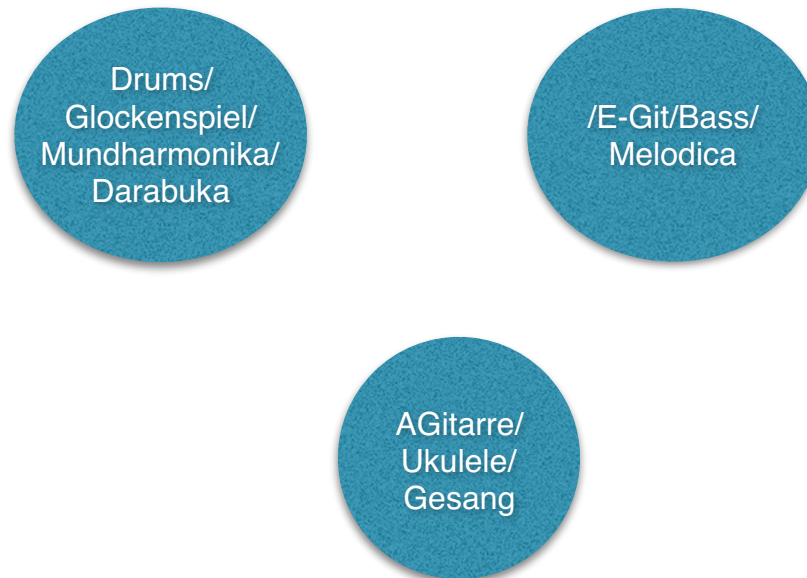 Drums/
Glockenspiel/
Mundharmonika/
Darabuka
/E-Git/Bass/
Melodica
AGitarre/
Ukulele/
Gesang